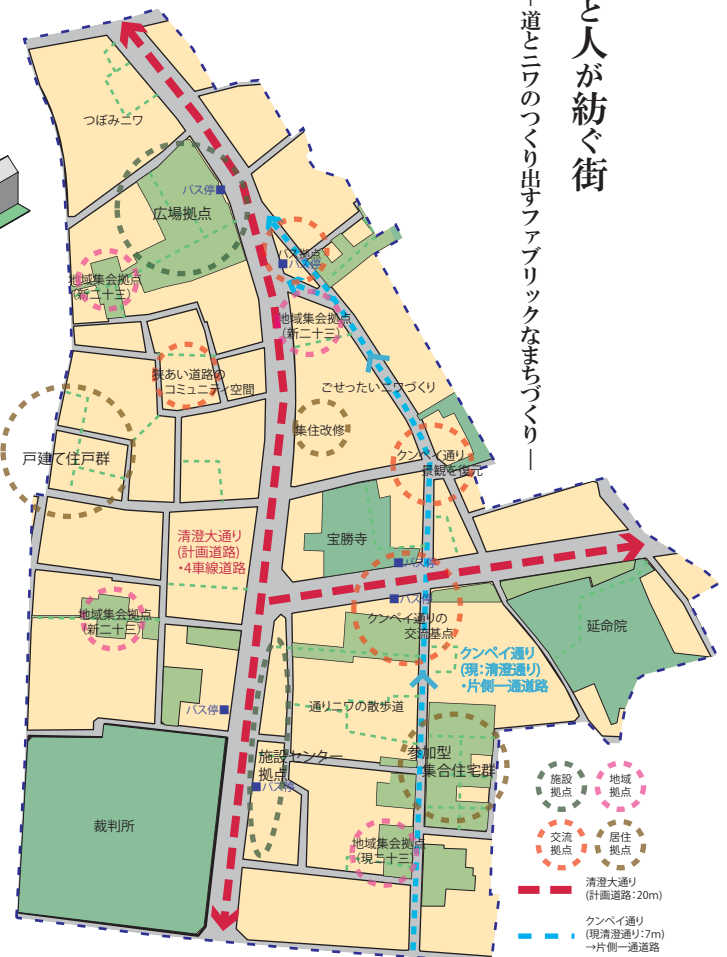 と人が紡ぐ街
道とニワのつくり出すファブリックなまちづくり―
つぼみニワ
バス停
広場拠点
バス拠点
バス停
地域集会拠点
(新二十三)
地域集会拠点
(新二十三)
狭あい道路の
コミュニティ空間
ごせったいニワづくり
集住改修
戸建て住戸群
クンペイ通り
景観を復元
清澄大通り
(計画道路)
・4車線道路
宝勝寺
バス停
バス停
地域集会拠点
(新二十三)
クンペイ通りの
交流基点
延命院
クンペイ通り
(現:清澄通り)
・片側一通道路
バス停
通りニワの散歩道
施設センター
拠点
バス停
参加型
集合住宅群
裁判所
地域集会拠点
(現二十三)
施設
拠点
地域
拠点
交流
拠点
居住
拠点
清澄大通り
(計画道路:20m)
クンペイ通り
(現清澄通り:7m)
→片側一通道路